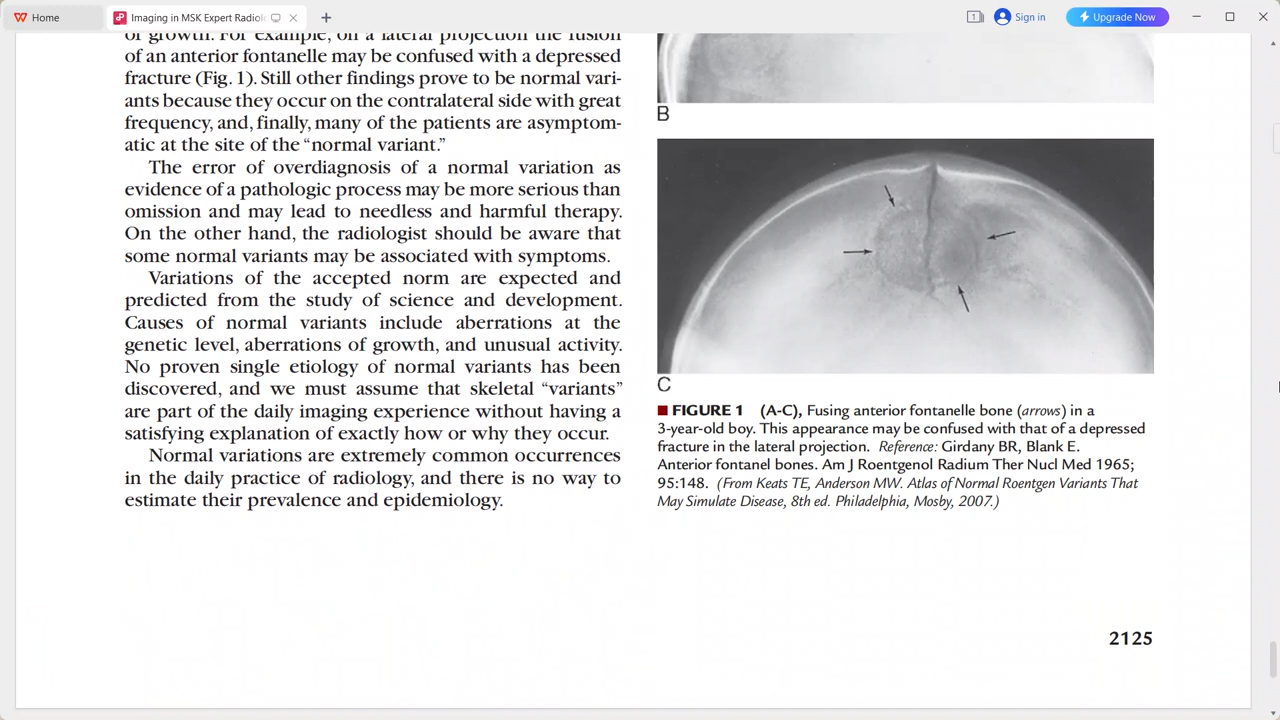 Home
Imaging in MSK Expert Radiolo
1
Sign in
Upgrade Now
of growth. For example, on a lateral projection the fusion
of an anterior fontanelle may be confused with a depressed
fracture (Fig. 1). Still other findings prove to be normal vari-
ants because they occur on the contralateral side with great
frequency, and, finally, many of the patients are asymptom-
atic at the site of the “normal variant.”
The error of overdiagnosis of a normal variation as
evidence of a pathologic process may be more serious than
omission and may lead to needless and harmful therapy.
On the other hand, the radiologist should be aware that
some normal variants may be associated with symptoms.
Variations of the accepted norm are expected and
predicted from the study of science and development.
Causes of normal variants include aberrations at the
genetic level, aberrations of growth, and unusual activity.
No proven single etiology of normal variants has been
discovered, and we must assume that skeletal “variants”
are part of the daily imaging experience without having a
satisfying explanation of exactly how or why they occur.
Normal variations are extremely common occurrences
in the daily practice of radiology, and there is no way to
estimate their prevalence and epidemiology.
B
C
■ FIGURE 1 (A-C), Fusing anterior fontanelle bone (arrows) in a
3-year-old boy. This appearance may be confused with that of a depressed
fracture in the lateral projection. Reference: Girdany BR, Blank E.
Anterior fontanel bones. Am J Roentgenol Radium Ther Nucl Med 1965;
95:148. (From Keats TE, Anderson MW. Atlas of Normal Roentgen Variants That
May Simulate Disease, 8th ed. Philadelphia, Mosby, 2007.)
2125